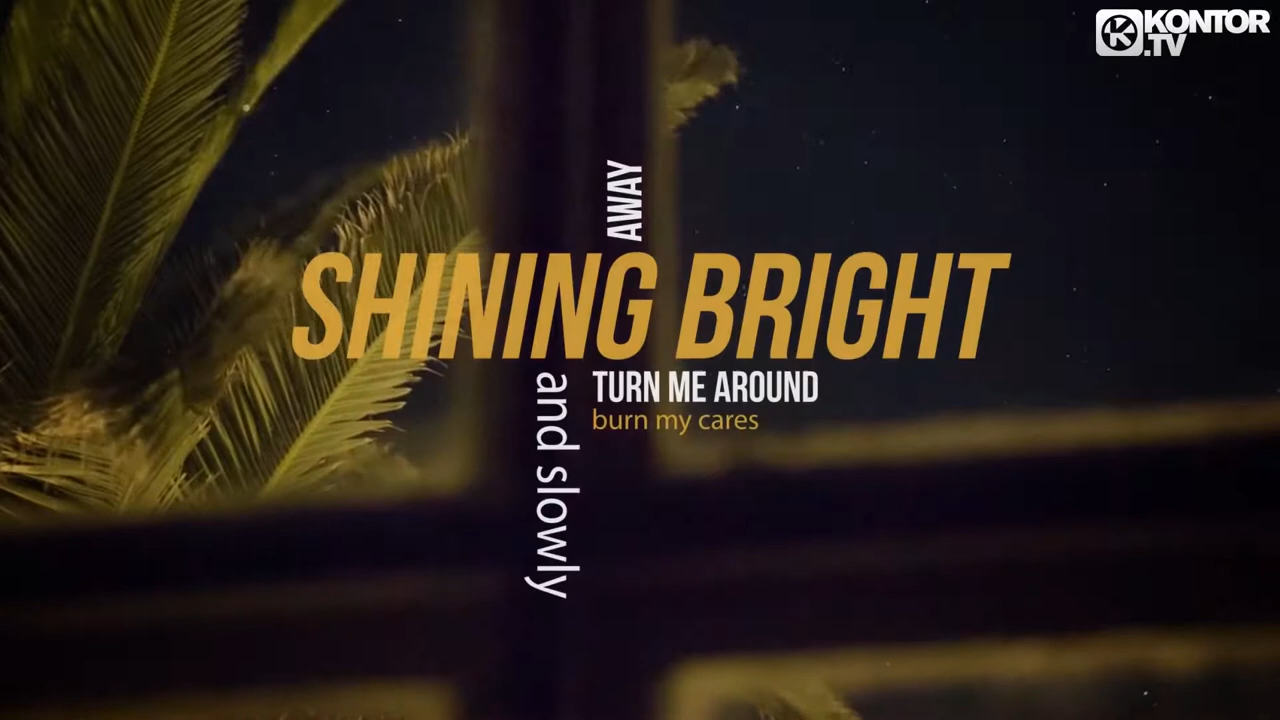 KONTOR
.TV
AWAY
SHINING BRIGHT
and slowly
TURN ME AROUND
burn my cares